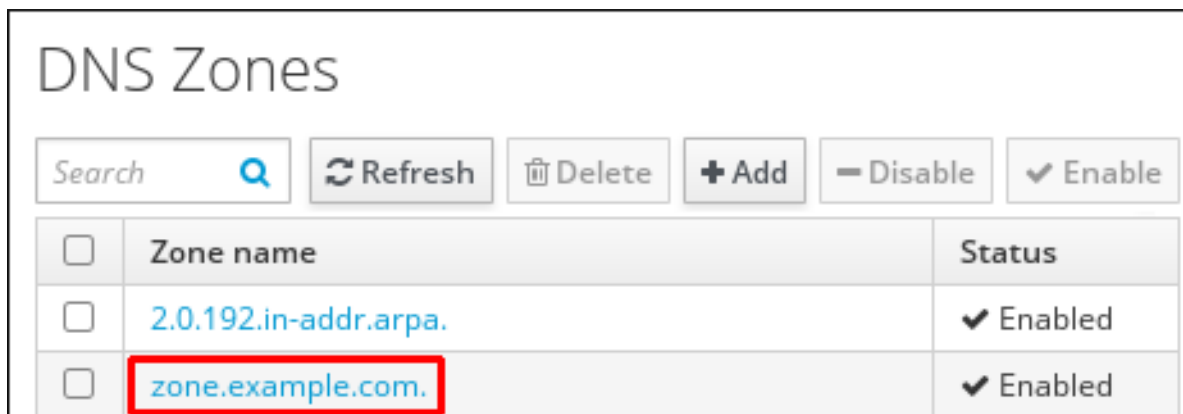 DNS Zones
Search Refresh Delete Add Disable Enable
Zone name Status
2.0.192.in-addr.arpa. Enabled
zone.example.com. Enabled